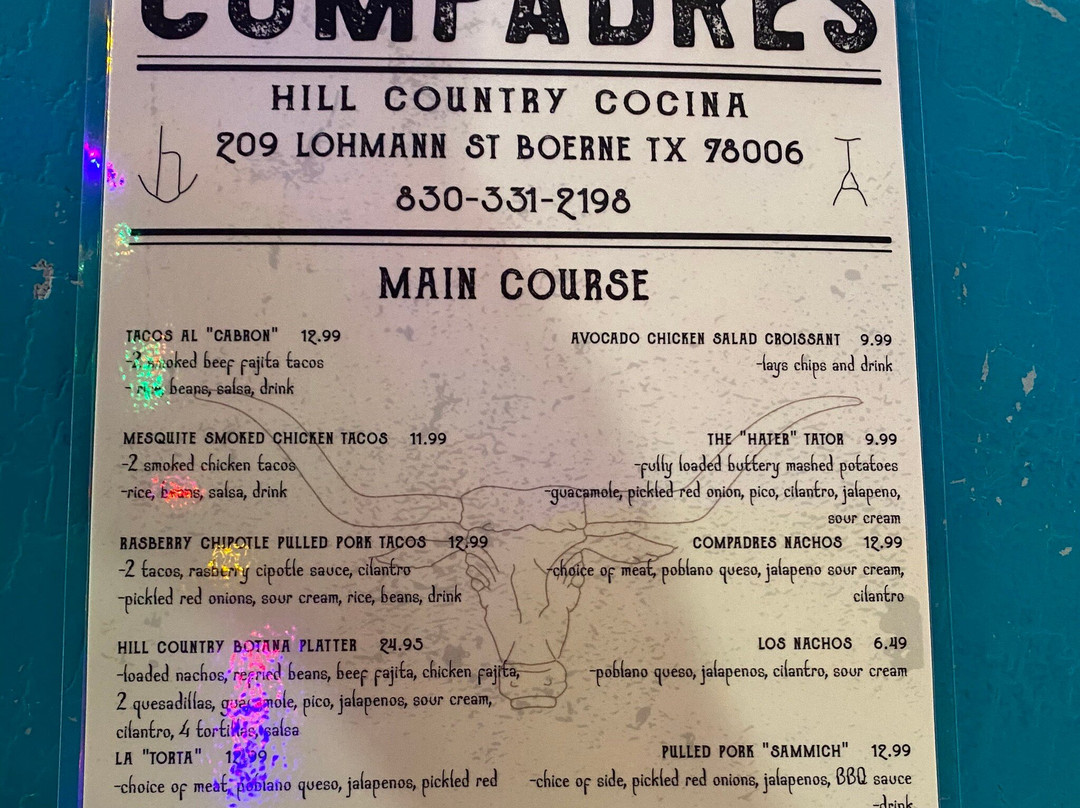 COMPADRES
HILL COUNTRY COCINA
209 LOHMANN ST BOERNE TX 78006
830-331-2198
MAIN COURSE
TACOS AL "CABRON" 12.99
-2 smoked beef fajita tacos
- rice, beans, salsa, drink
MESQUITE SMOKED CHICKEN TACOS 11.99
-2 smoked chicken tacos
-rice, beans, salsa, drink
RASBERRY CHIPOTLE PULLED PORK TACOS 12.99
-2 tacos, rasberry cipotle sauce, cilantro
-pickled red onions, sour cream, rice, beans, drink
HILL COUNTRY BOTANA PLATTER 24.95
-loaded nachos, refried beans, beef fajita, chicken fajita,
2 quesadillas, guacamole, pico, jalapenos, sour cream,
cilantro, 4 tortillas, salsa
LA "TORTA" 12.99
-choice of meat, poblano queso, jalapenos, pickled red
AVOCADO CHICKEN SALAD CROISSANT 9.99
-lays chips and drink
THE "HATER" TATOR 9.99
-fully loaded buttery mashed potatoes
-guacamole, pickled red onion, pico, cilantro, jalapeno,
sour cream
COMPADRES NACHOS 12.99
-choice of meat, poblano queso, jalapeno sour cream,
cilantro
LOS NACHOS 6.49
-poblano queso, jalapenos, cilantro, sour cream
PULLED PORK "SAMMICH" 12.99
-chice of side, pickled red onions, jalapenos, BBQ sauce
-drink